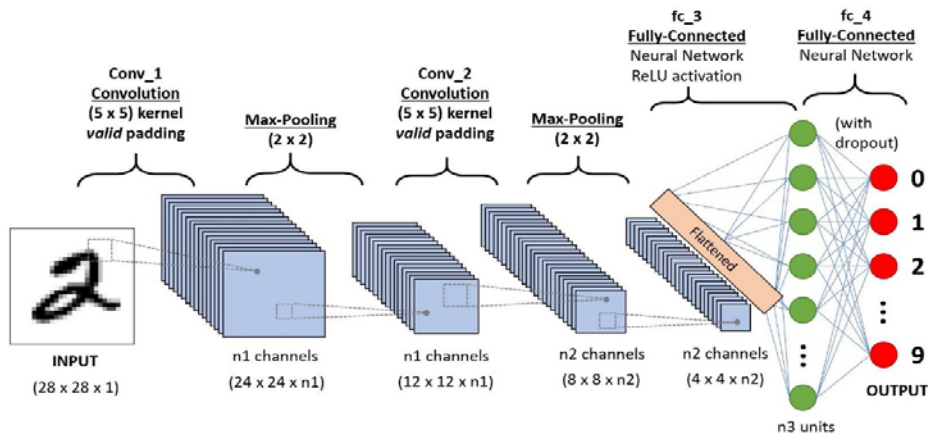 Conv_1
Convolution
(5 x 5) kernel
valid padding
Max-Pooling
(2 x 2)
Conv_2
Convolution
(5 x 5) kernel
valid padding
Max-Pooling
(2 x 2)
fc_3
Fully-Connected
Neural Network
ReLU activation
fc_4
Fully-Connected
Neural Network
(with
dropout)
2
INPUT
(28 x 28 x 1)
n1 channels
(24 x 24 x n1)
n1 channels
(12 x 12 x n1)
n2 channels
(8 x 8 x n2)
n2 channels
(4 x 4 x n2)
Flattened
n3 units
0
1
2
9
OUTPUT